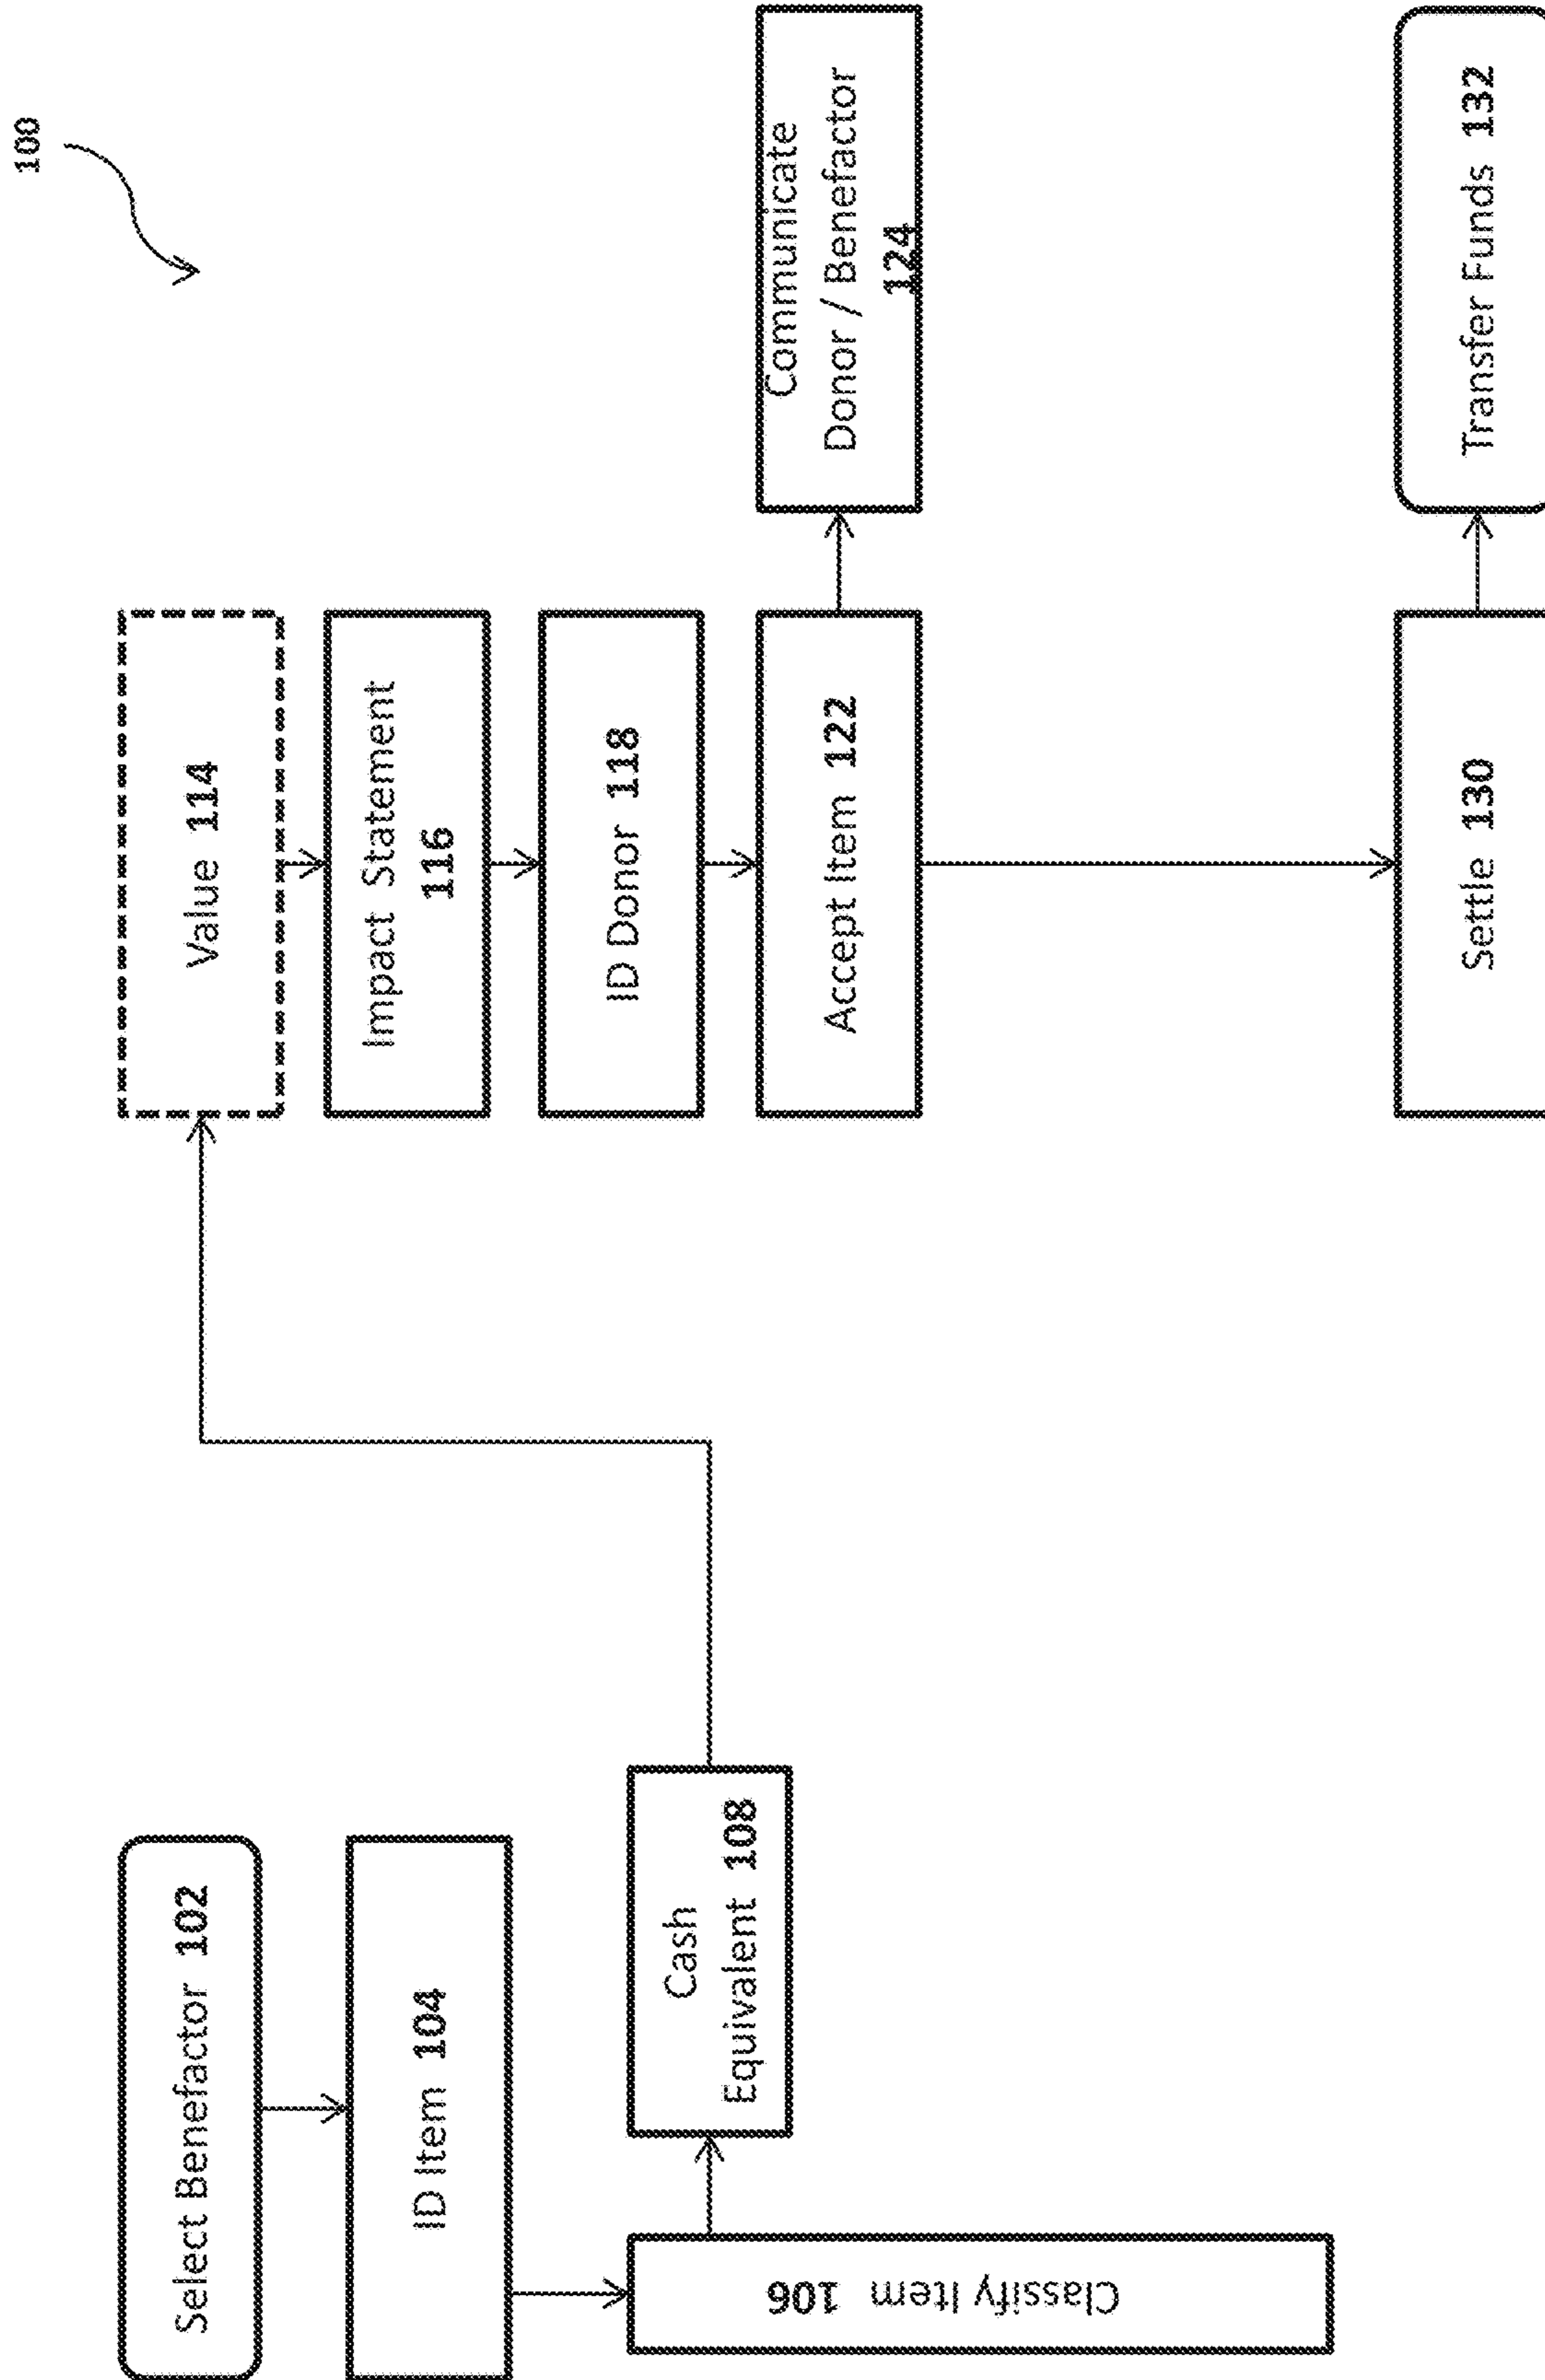 100
Select Benefactor 102
ID Item 104
Classify Item 106
Cash
Equivalent 108
Value 114
Impact Statement
116
ID Donor 118
Accept Item 122
Communicate
Donor / Benefactor
124
Settle 130
Transfer Funds 132